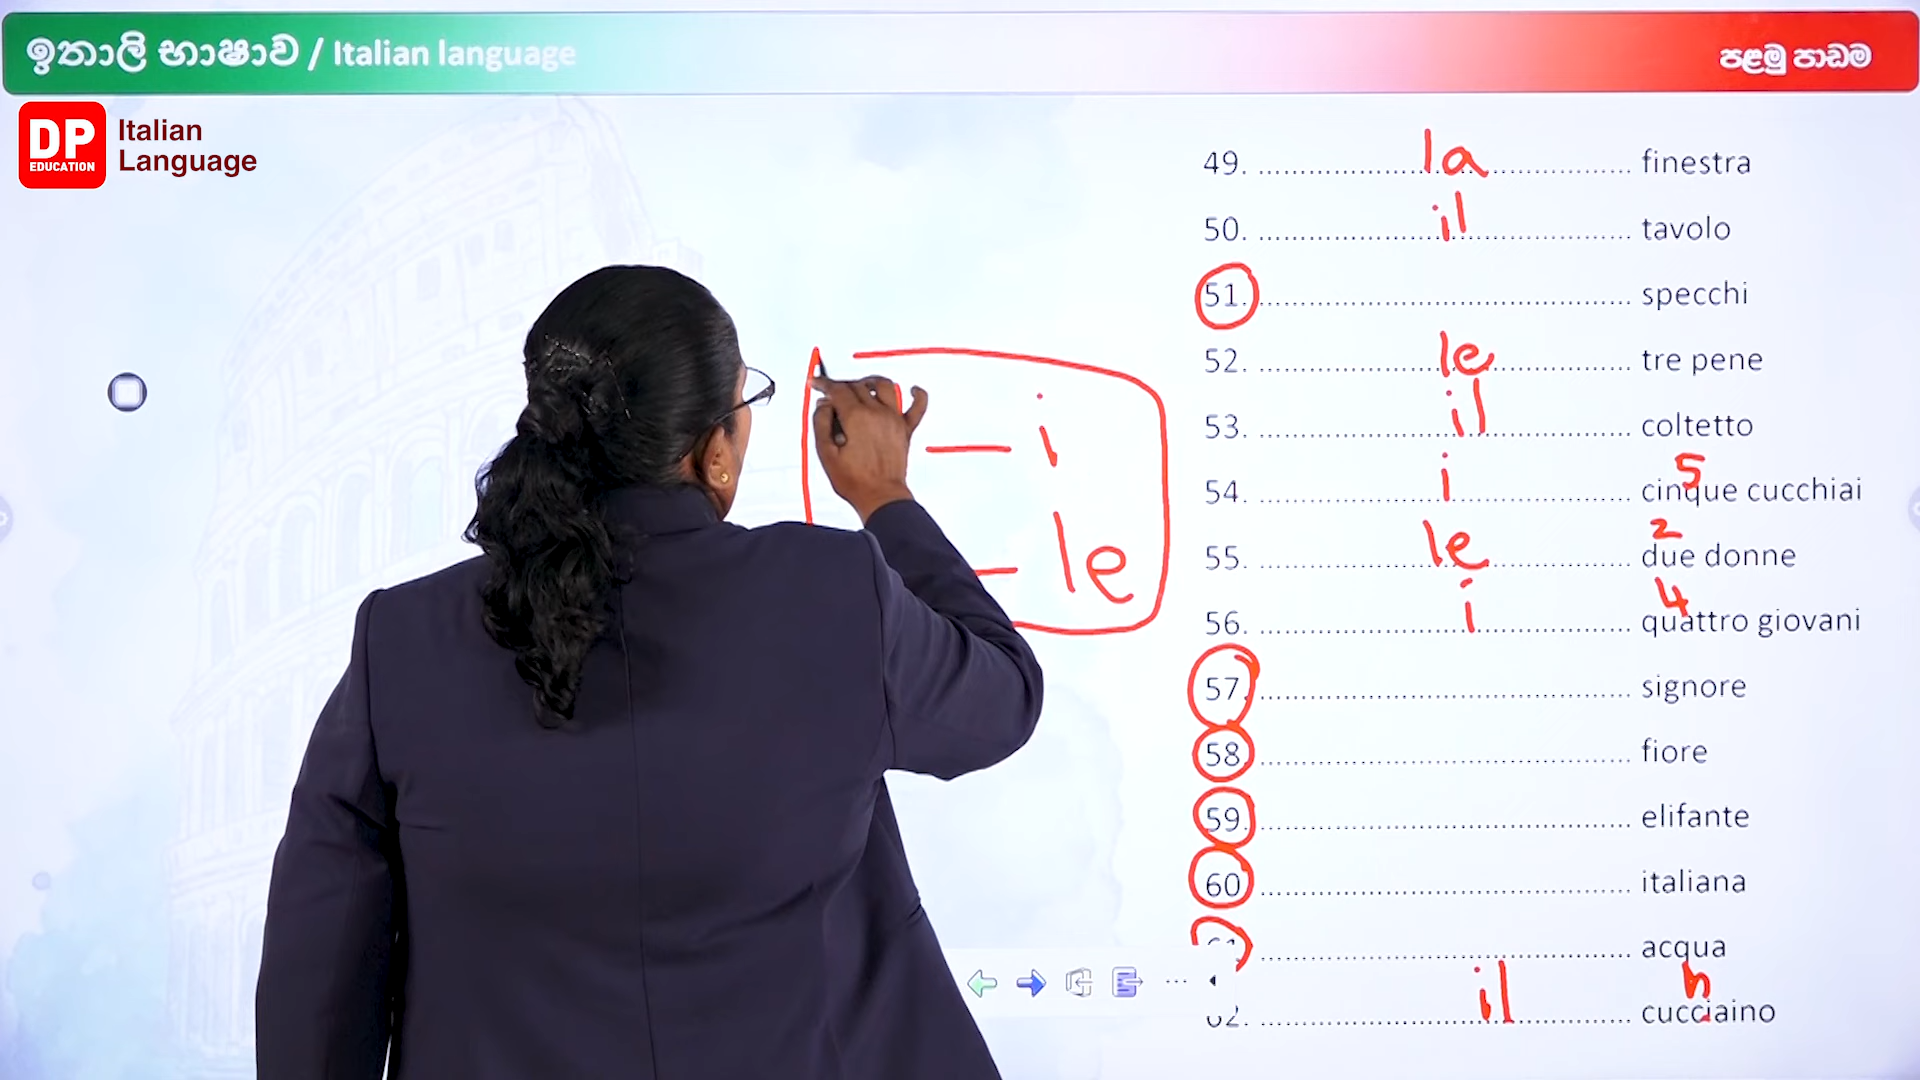 ඉතාලි භාෂාව / Italian language
පළමු පාඩම
DP
EDUCATION
Italian
Language
49. la finestra
50. il tavolo
51. specchi
52. le tre pene
53. il coltetto
5
54. i cinque cucchiai
2
55. le due donne
4
56. i quattro giovani
57. signore
58. fiore
59. elifante
60 italiana
acqua
h
62. il cucciaino
— i
— le